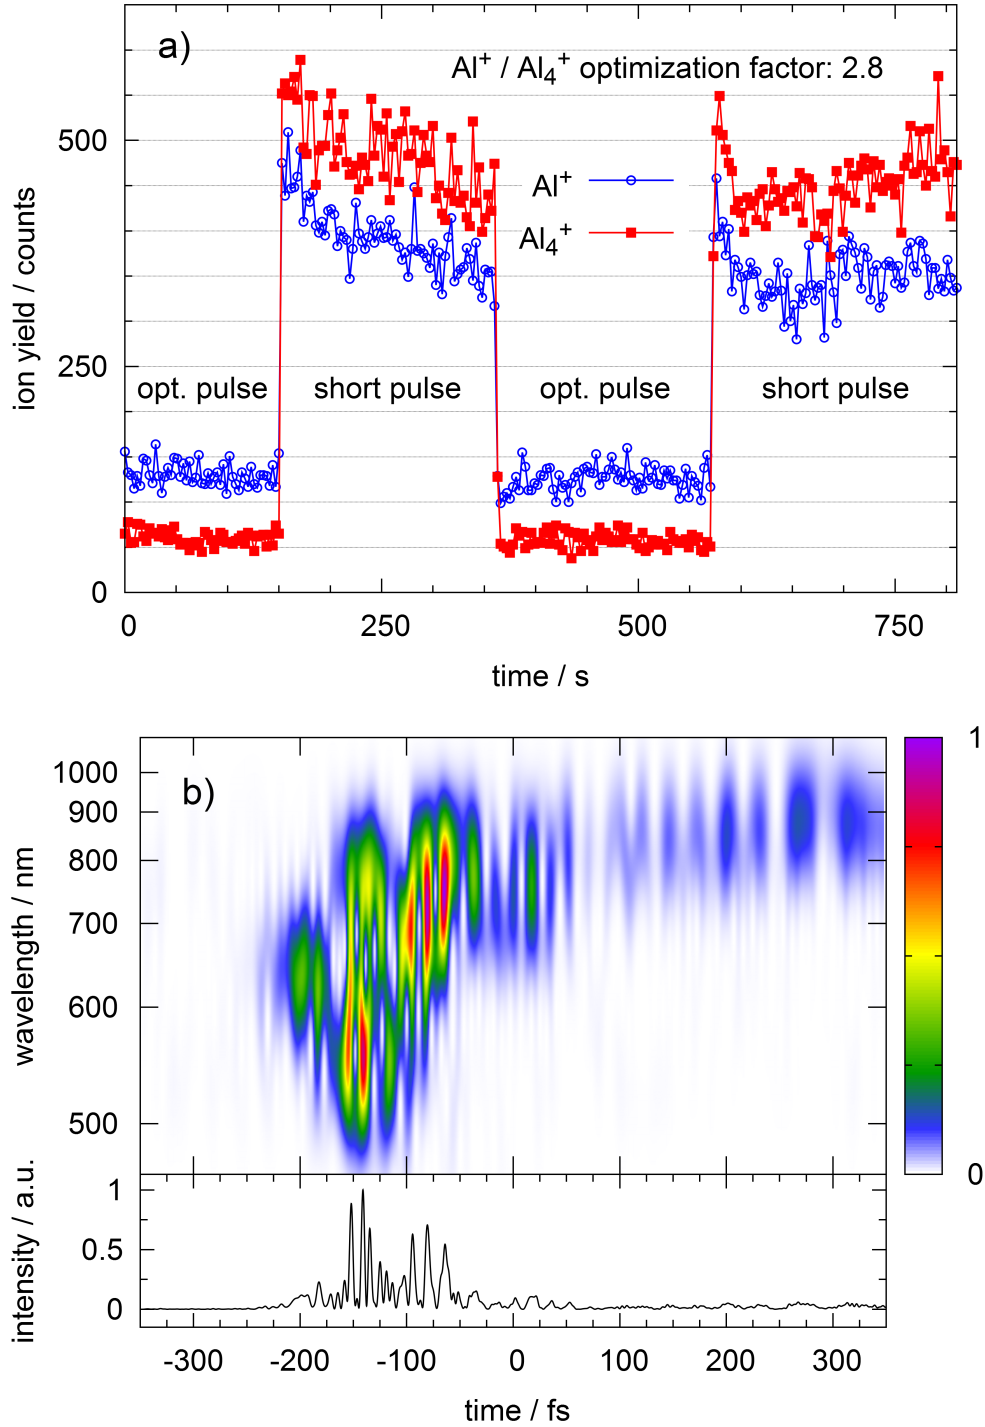 a)
Al⁺ / Al₄⁺ optimization factor: 2.8
500
Al⁺
Al₄⁺
ion yield / counts
250
opt. pulse short pulse opt. pulse short pulse
0
0 250 500 750
time / s
1
1000
b)
900
800
wavelength / nm
700
600
500
0
intensity / a.u.
1
0.5
0
-300 -200 -100 0 100 200 300
time / fs